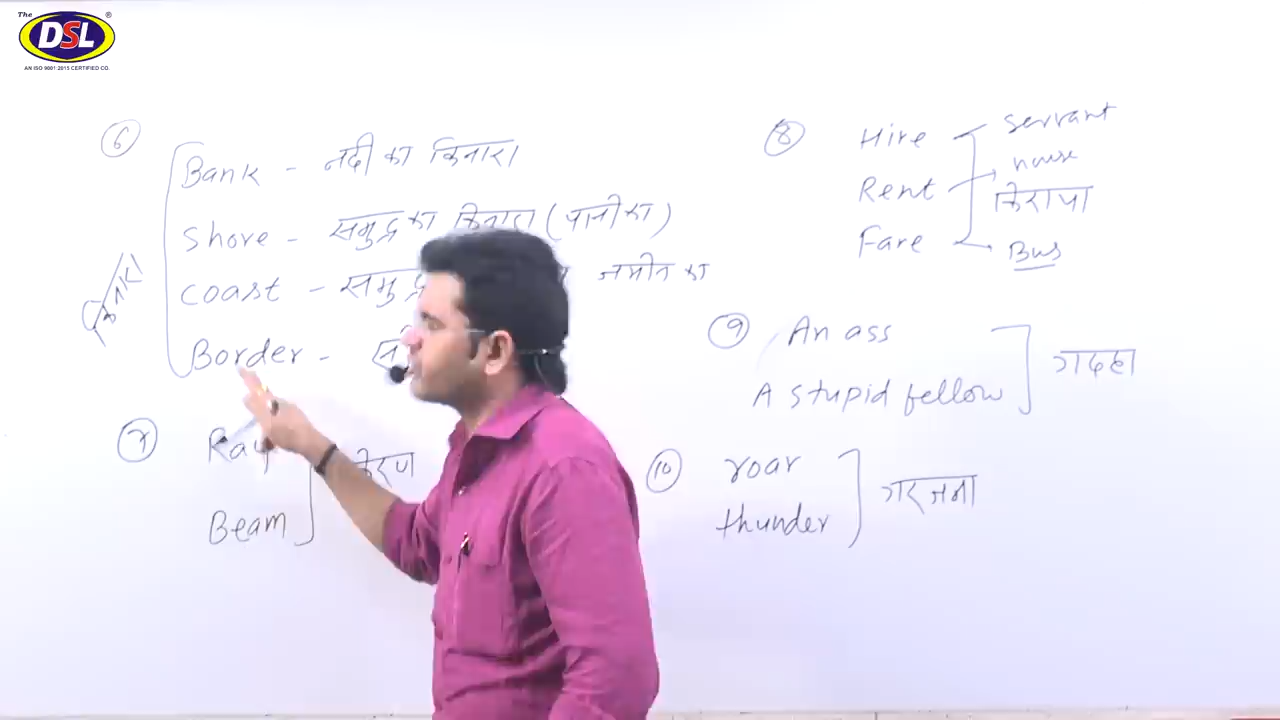 The
DSL
®
AN ISO 9001:2015 CERTIFIED CO.
6
Bank - नदी का किनारा
Shore - समुद्र का किनारा (पानी का)
Coast - समुद्र जमीन का
Border -
किनारा
7
Ray
Beam
किरण
8
Hire servant
Rent house
किराया
Fare Bus
9
An ass
A stupid fellow
गदहा
10
roar
thunder
गरजना